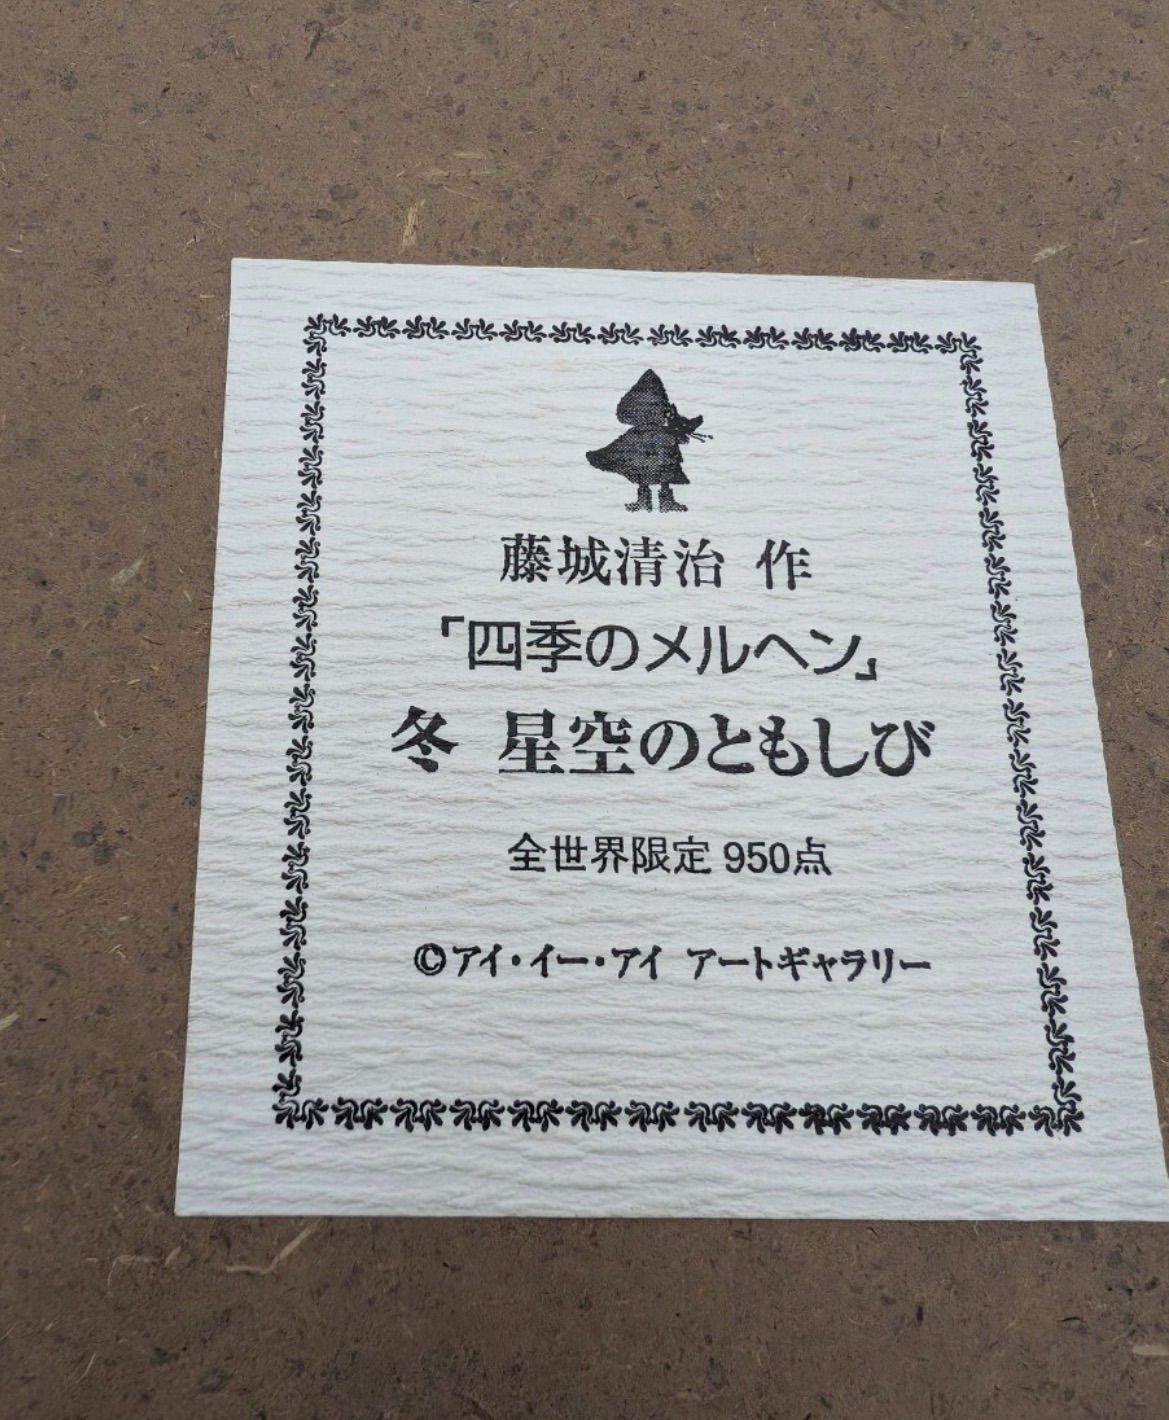 藤城清治 作
「四季のメルヘン」
冬 星空のともしび
全世界限定 950点
©アイ・イー・アイ アートギャラリー